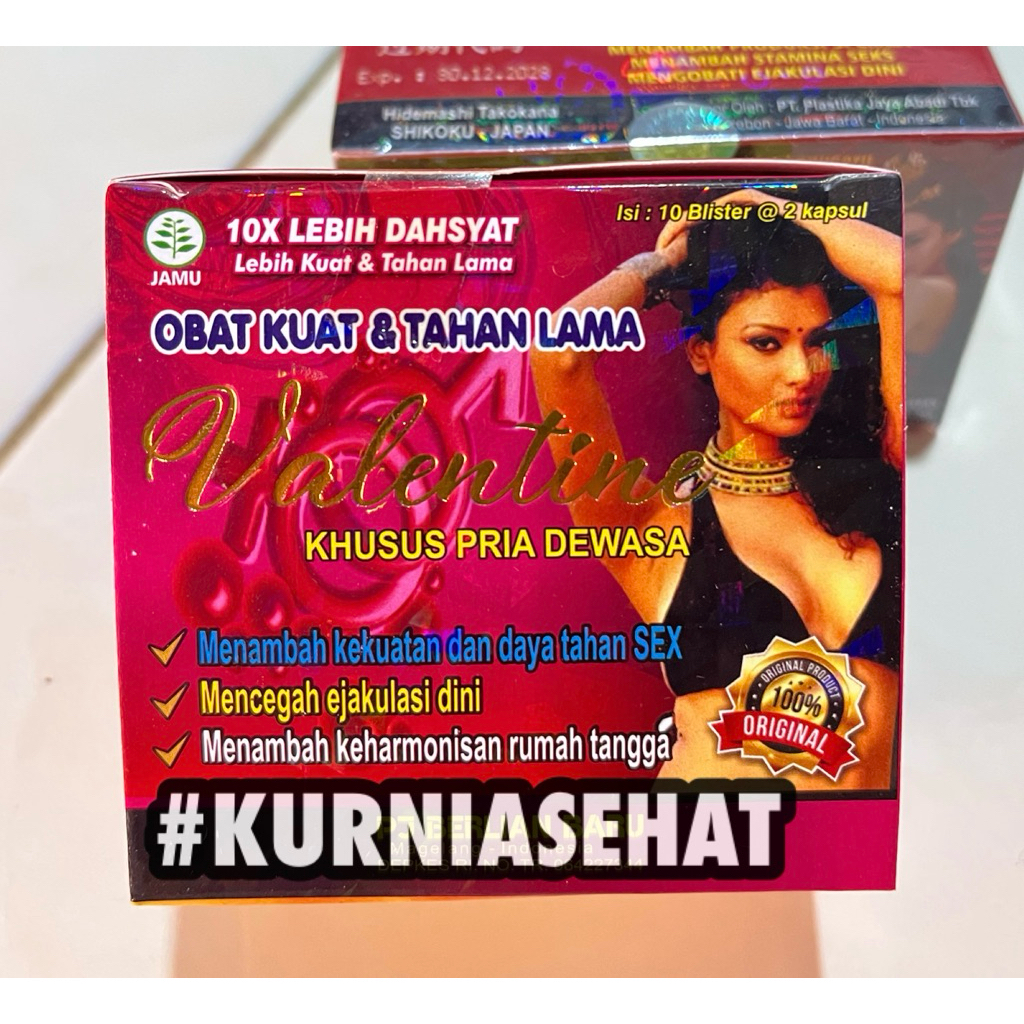 MENAMBAH STAMINA SEKS
MENGOBATI EJAKULASI DINI
Exp. : 30.12.2028
Hidemashi Takokana
SHIKOKU - JAPAN
Oleh : PT. Plastika Jaya Abadi Tbk
Jawa Barat - Indonesia
Isi : 10 Blister @ 2 kapsul
JAMU
10X LEBIH DAHSYAT
Lebih Kuat & Tahan Lama
OBAT KUAT & TAHAN LAMA
Valentine
KHUSUS PRIA DEWASA
Menambah kekuatan dan daya tahan SEX
Mencegah ejakulasi dini
Menambah keharmonisan rumah tangga
ORIGINAL PRODUCT
100%
ORIGINAL
#KURNIASEHAT
Magelang - Indonesia